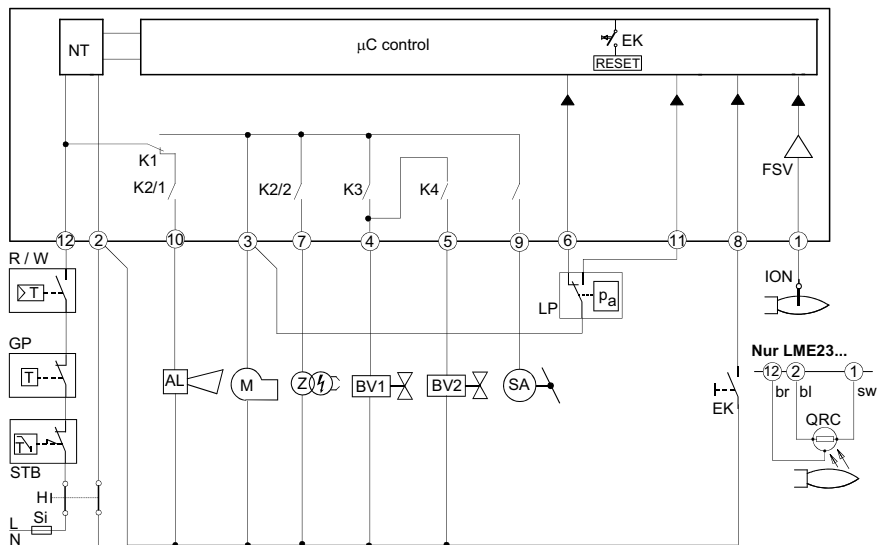 NT
µC control
EK
RESET
K1
K2/1
K2/2
K3
K4
FSV
12 2 10 3 7 4 5 9 6 11 8 1
R / W
T
LP
pa
ION
GP
T
AL
M
Z
BV1
BV2
SA
EK
Nur LME23...
12 2 1
br bl sw
QRC
T
STB
H
L
Si
N